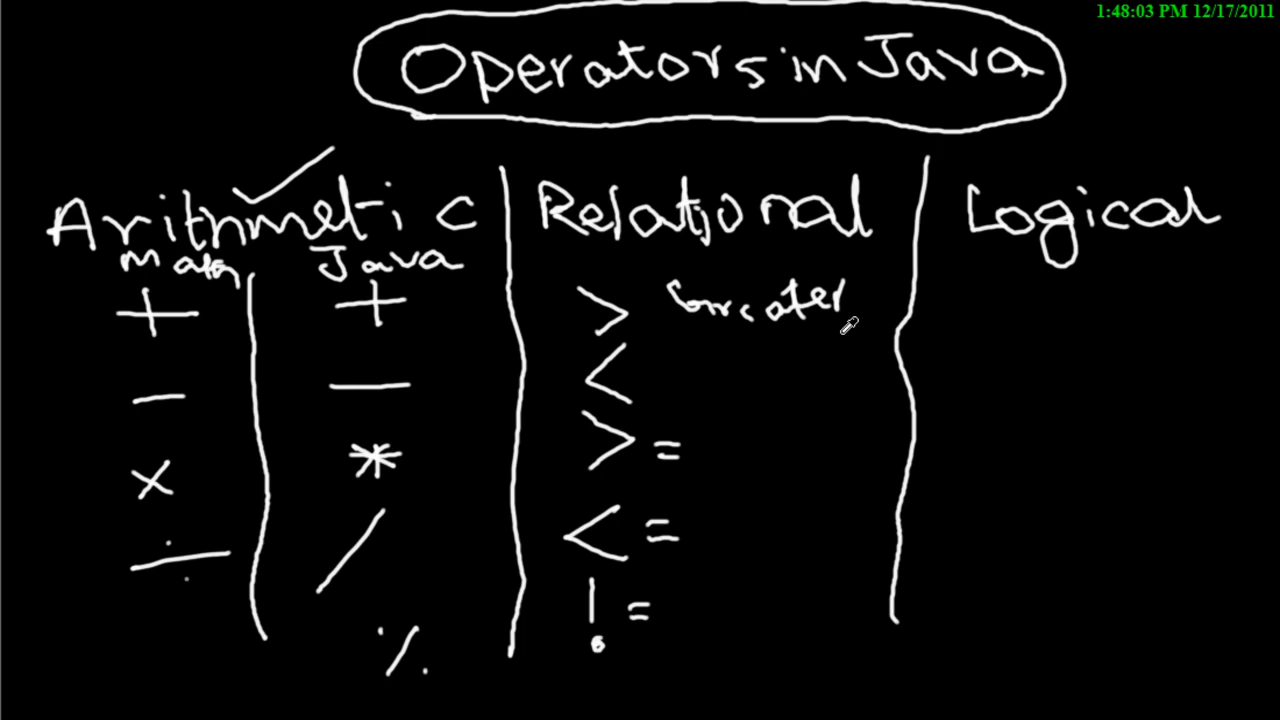 1:48:03 PM 12/17/2011
Operators in Java
Arithmetic Relational Logical
Math Java
+ + > Greater
− − <
× * >=
÷ / <=
% !=